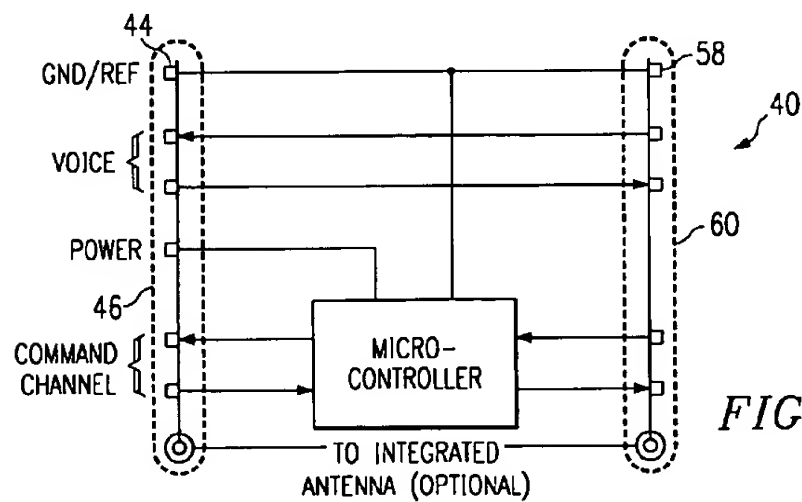 44
GND/REF
58
40
VOICE
POWER
60
46
COMMAND
CHANNEL
MICRO-
CONTROLLER
FIG
TO INTEGRATED
ANTENNA (OPTIONAL)